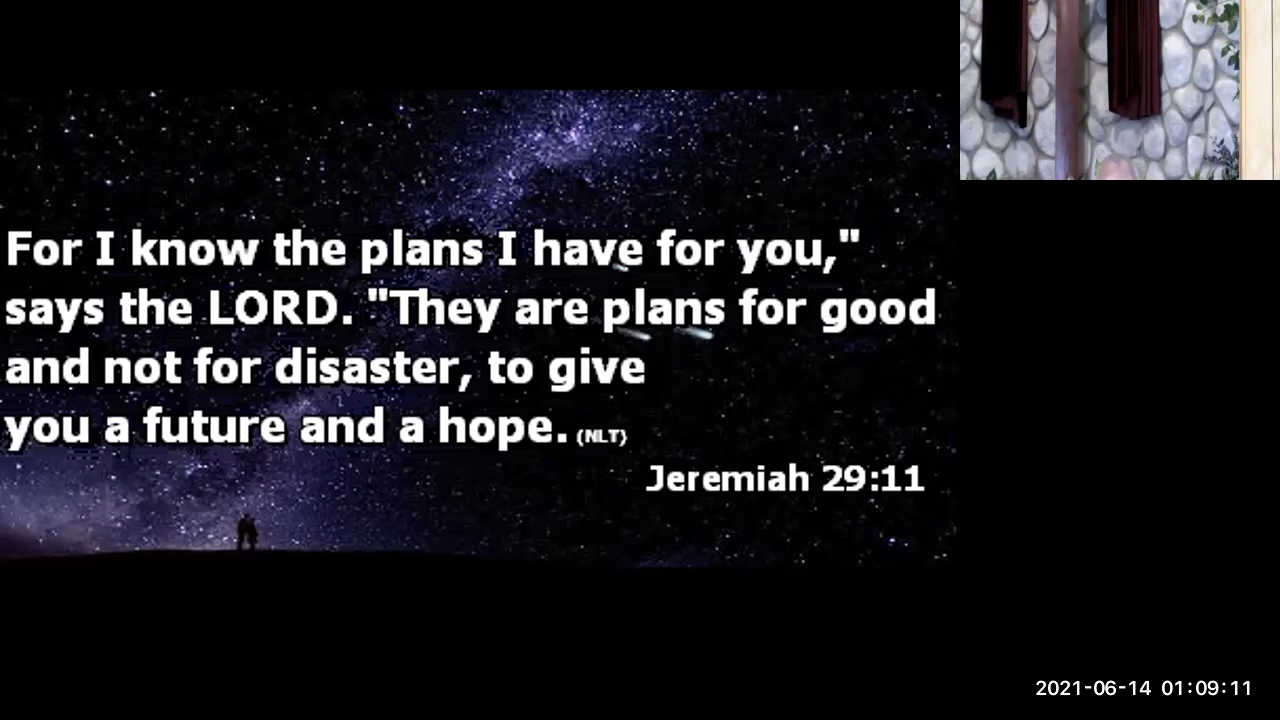 For I know the plans I have for you,"
says the LORD. "They are plans for good
and not for disaster, to give
you a future and a hope. (NLT)
Jeremiah 29:11
2021-06-14 01:09:11